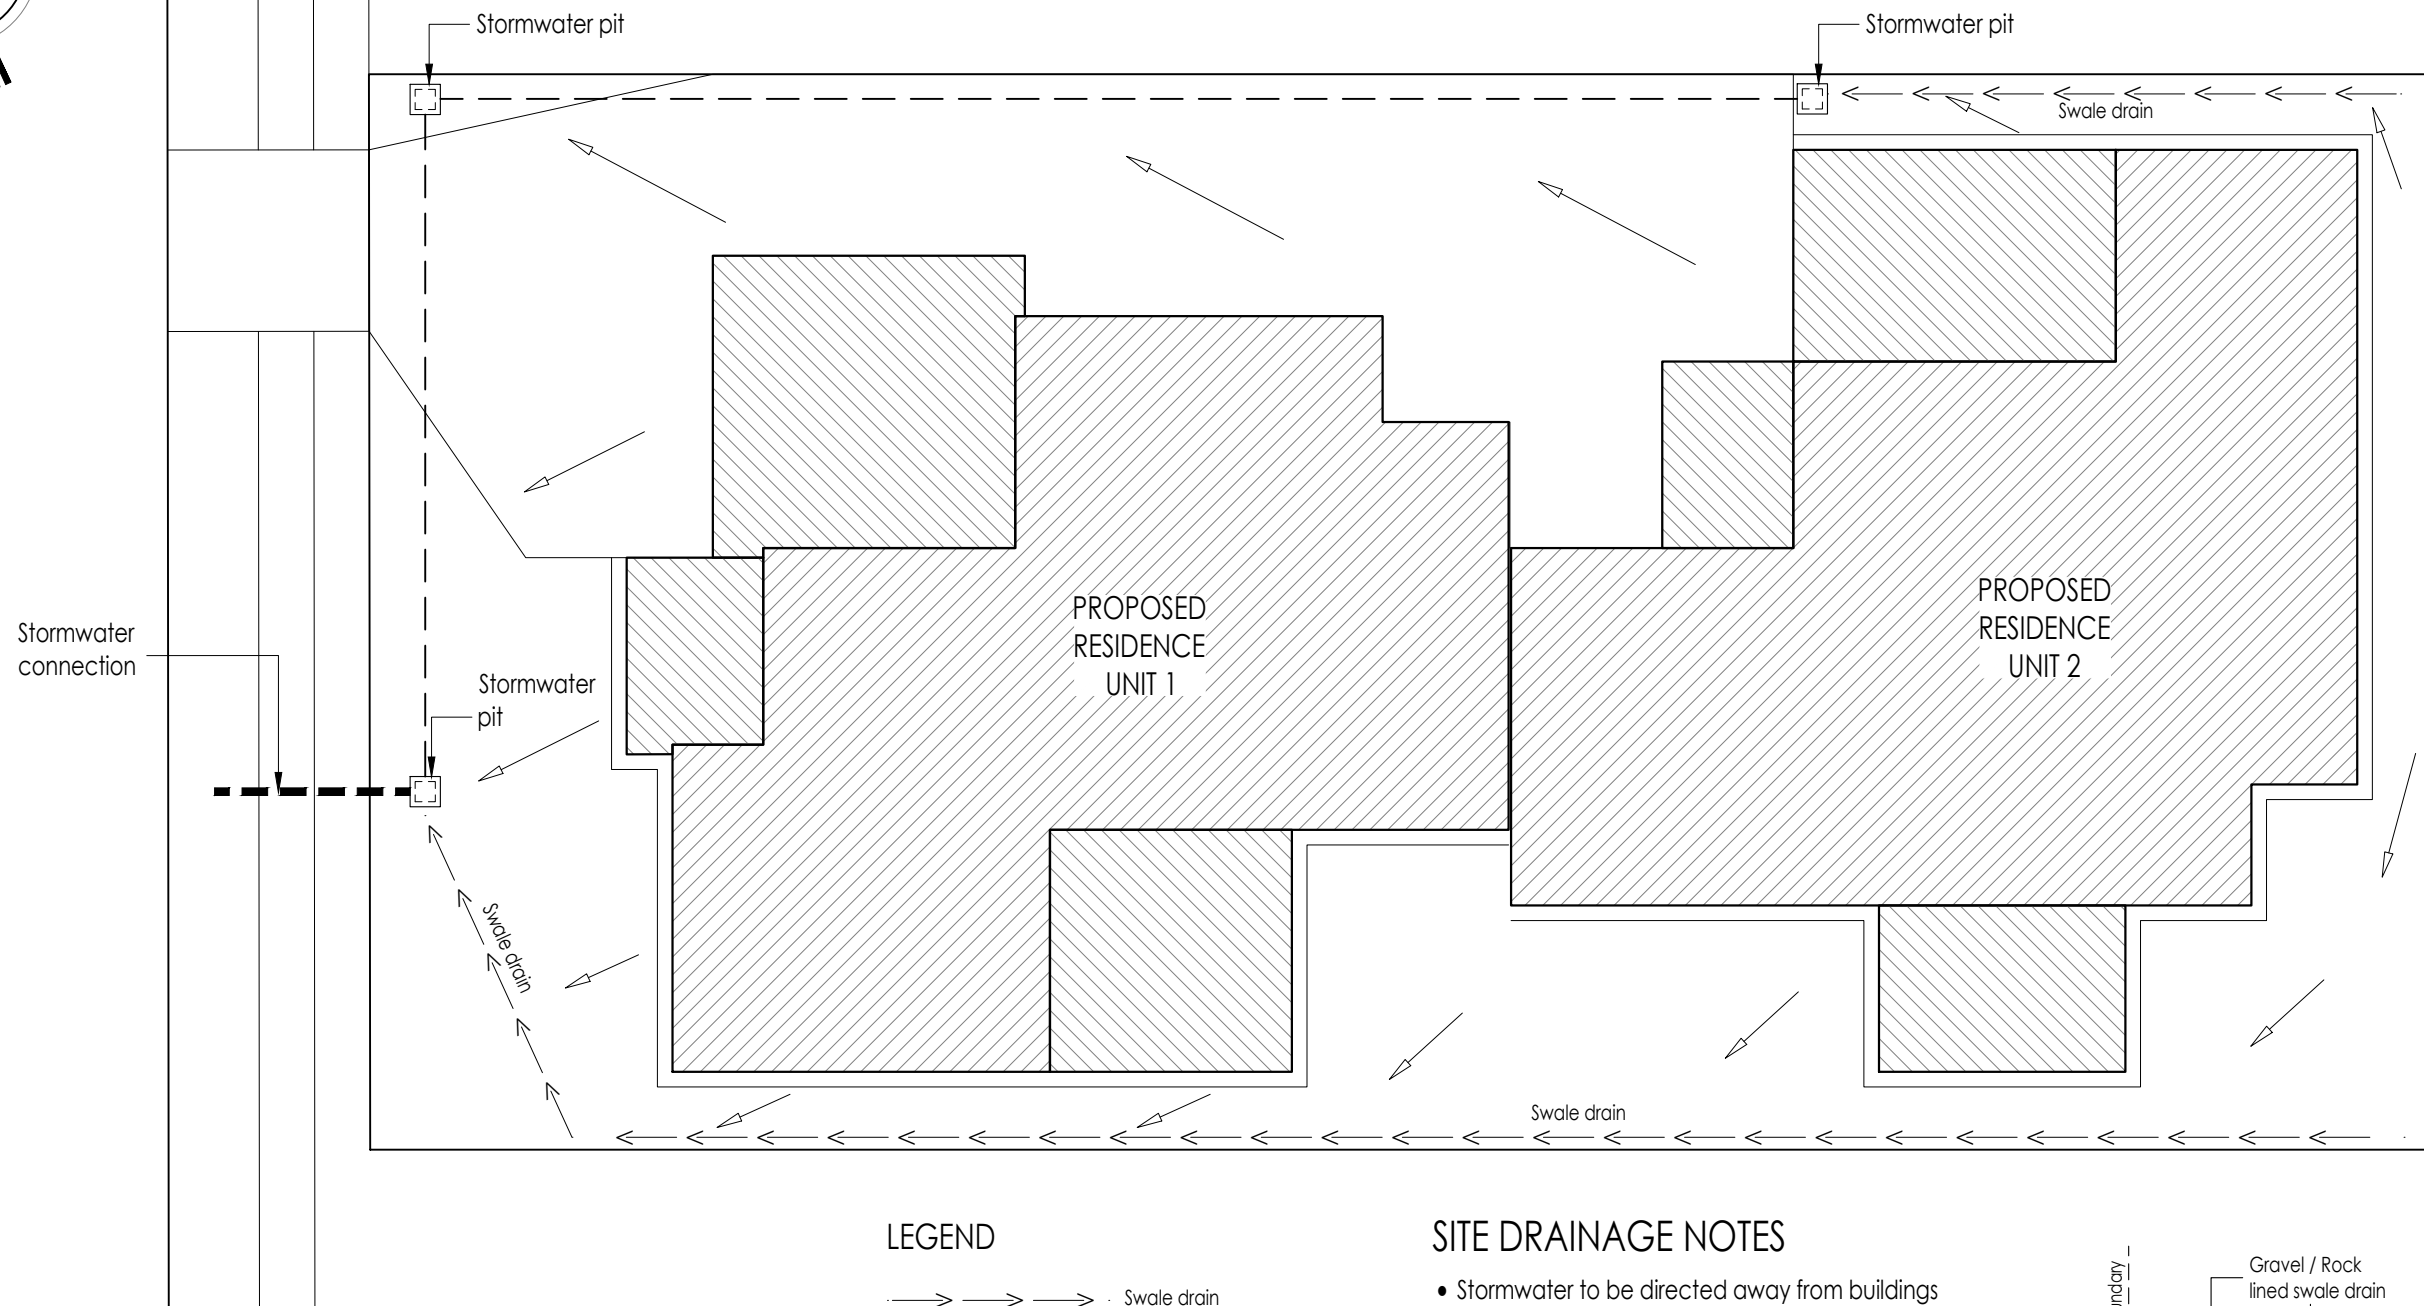 Stormwater pit
Stormwater pit
Swale drain
Stormwater
connection
Stormwater
pit
PROPOSED
RESIDENCE
UNIT 1
PROPOSED
RESIDENCE
UNIT 2
Swale drain
Swale drain
LEGEND
Swale drain
SITE DRAINAGE NOTES
• Stormwater to be directed away from buildings
Gravel / Rock
lined swale drain